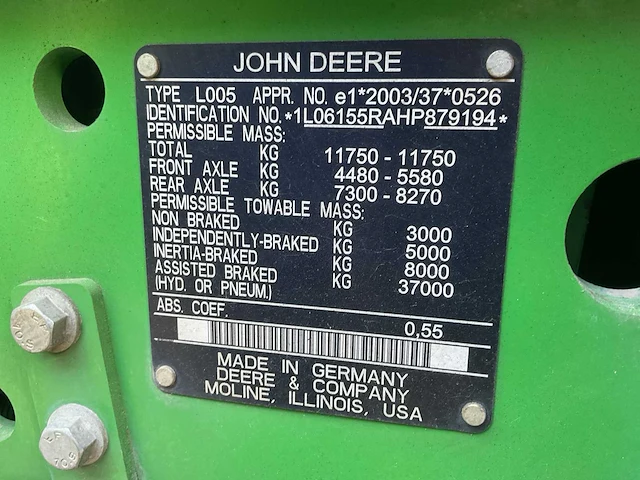 JOHN DEERE
TYPE L005 APPR. NO. e1*2003/37*0526
IDENTIFICATION NO. *1L06155RAHP879194*
PERMISSIBLE MASS:
TOTAL KG 11750 - 11750
FRONT AXLE KG 4480 - 5580
REAR AXLE KG 7300 - 8270
PERMISSIBLE TOWABLE MASS:
NON BRAKED KG 3000
INDEPENDENTLY-BRAKED KG 5000
INERTIA-BRAKED KG 8000
ASSISTED BRAKED KG 37000
(HYD. OR PNEUM.)
ABS. COEF. 0,55
MADE IN GERMANY
DEERE & COMPANY
MOLINE, ILLINOIS, USA